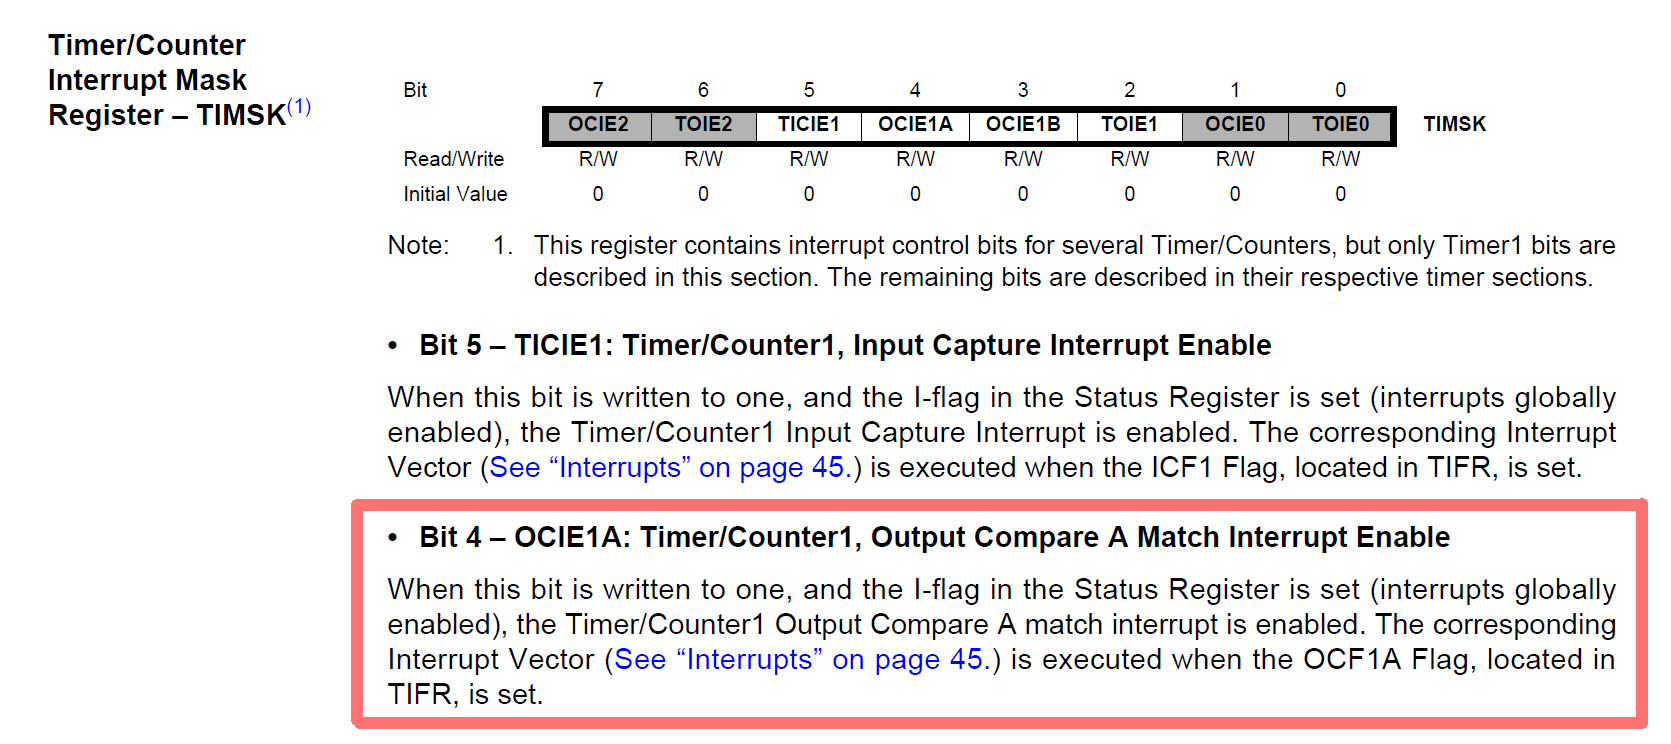 Timer/Counter
Interrupt Mask
Register – TIMSK(1)
Bit 7 6 5 4 3 2 1 0
OCIE2 TOIE2 TICIE1 OCIE1A OCIE1B TOIE1 OCIE0 TOIE0 TIMSK
Read/Write R/W R/W R/W R/W R/W R/W R/W R/W
Initial Value 0 0 0 0 0 0 0 0
Note: 1. This register contains interrupt control bits for several Timer/Counters, but only Timer1 bits are
described in this section. The remaining bits are described in their respective timer sections.
• Bit 5 – TICIE1: Timer/Counter1, Input Capture Interrupt Enable
When this bit is written to one, and the I-flag in the Status Register is set (interrupts globally
enabled), the Timer/Counter1 Input Capture Interrupt is enabled. The corresponding Interrupt
Vector (See “Interrupts” on page 45.) is executed when the ICF1 Flag, located in TIFR, is set.
• Bit 4 – OCIE1A: Timer/Counter1, Output Compare A Match Interrupt Enable
When this bit is written to one, and the I-flag in the Status Register is set (interrupts globally
enabled), the Timer/Counter1 Output Compare A match interrupt is enabled. The corresponding
Interrupt Vector (See “Interrupts” on page 45.) is executed when the OCF1A Flag, located in
TIFR, is set.